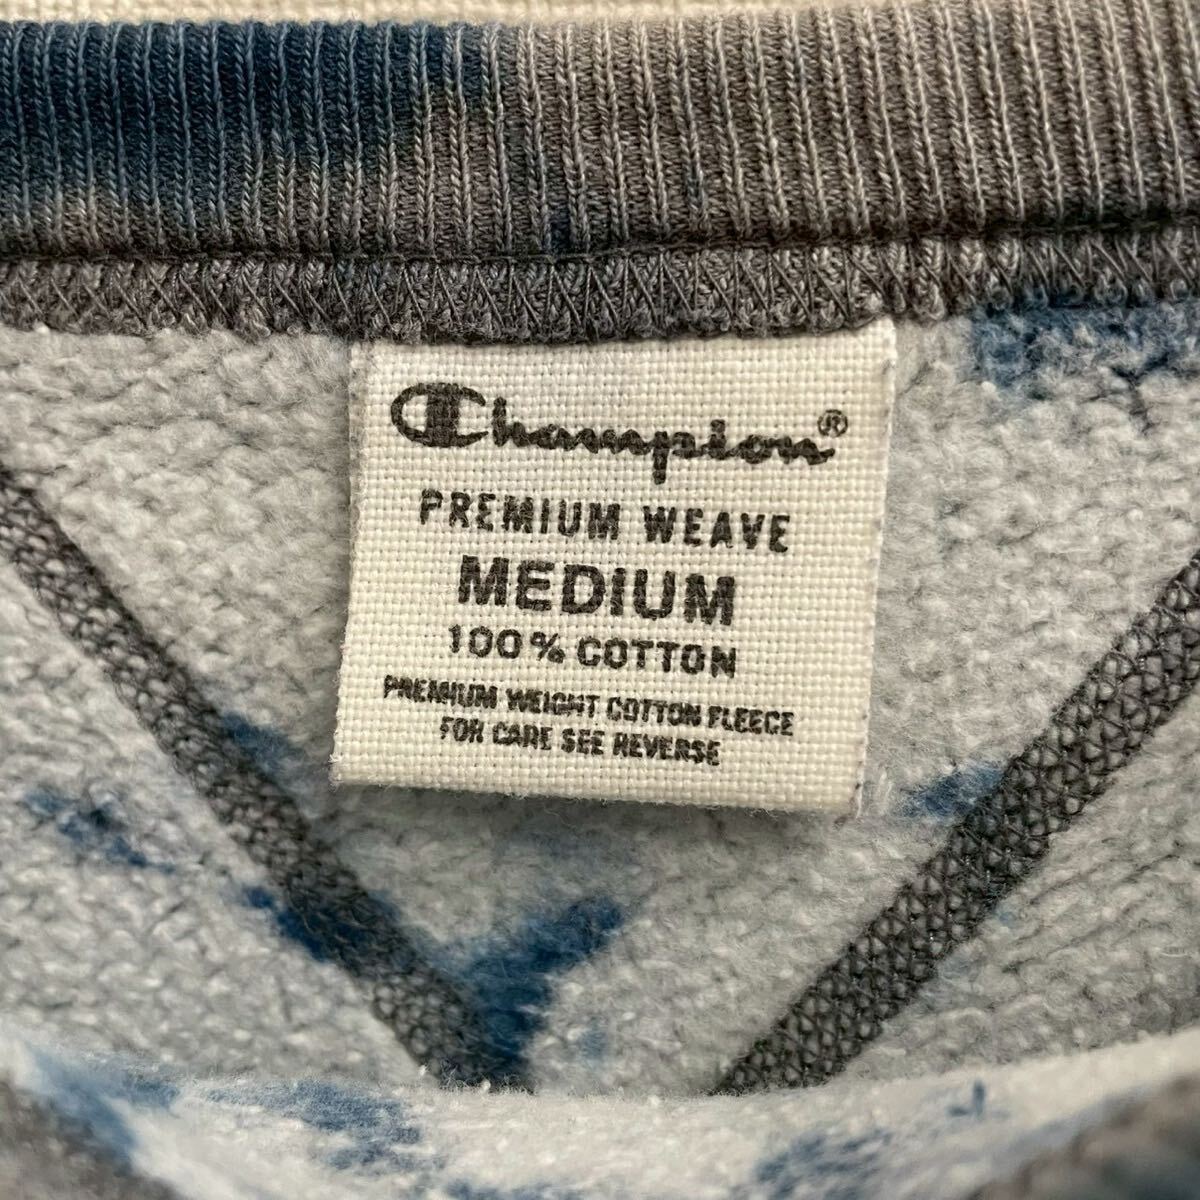 Champion®
PREMIUM WEAVE
MEDIUM
100% COTTON
PREMIUM WEIGHT COTTON FLEECE
FOR CARE SEE REVERSE